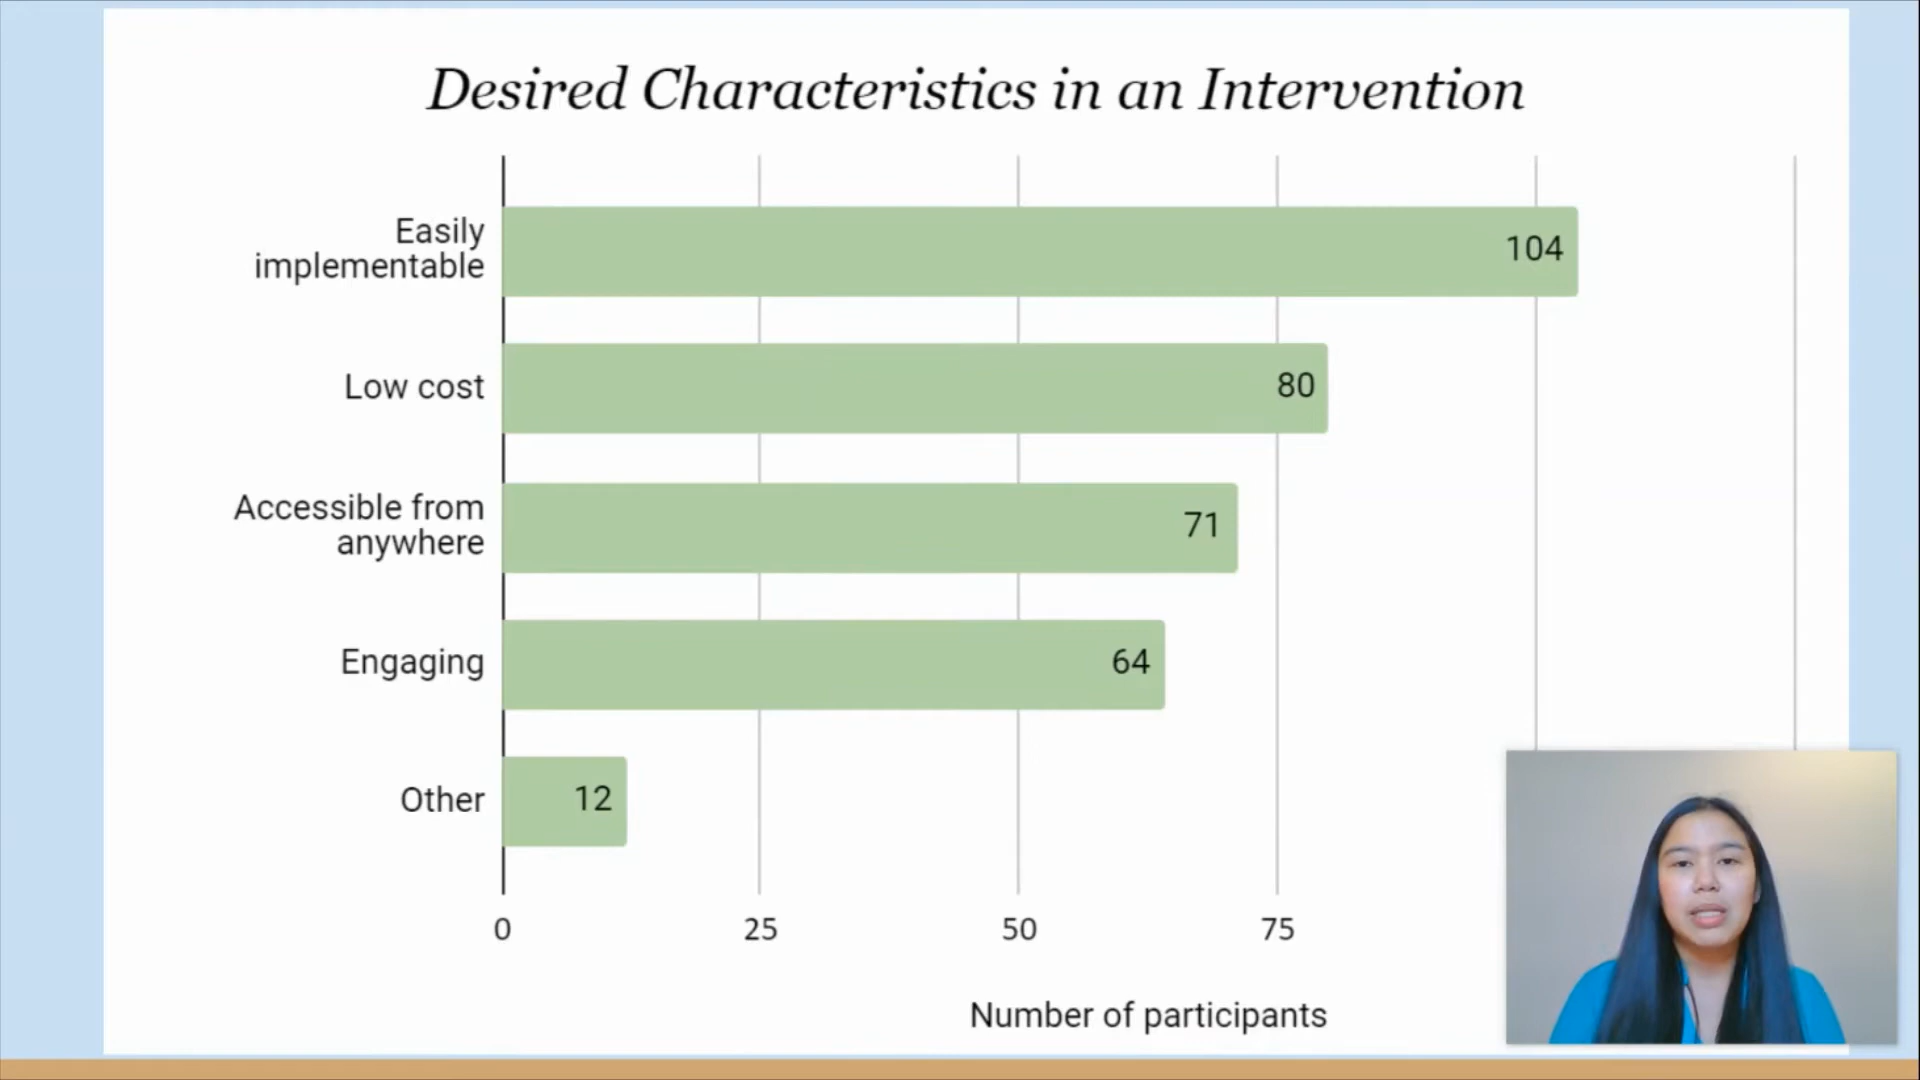 Desired Characteristics in an Intervention
Easily
implementable
104
Low cost
80
Accessible from
anywhere
71
Engaging
64
Other
12
0
25
50
75
Number of participants